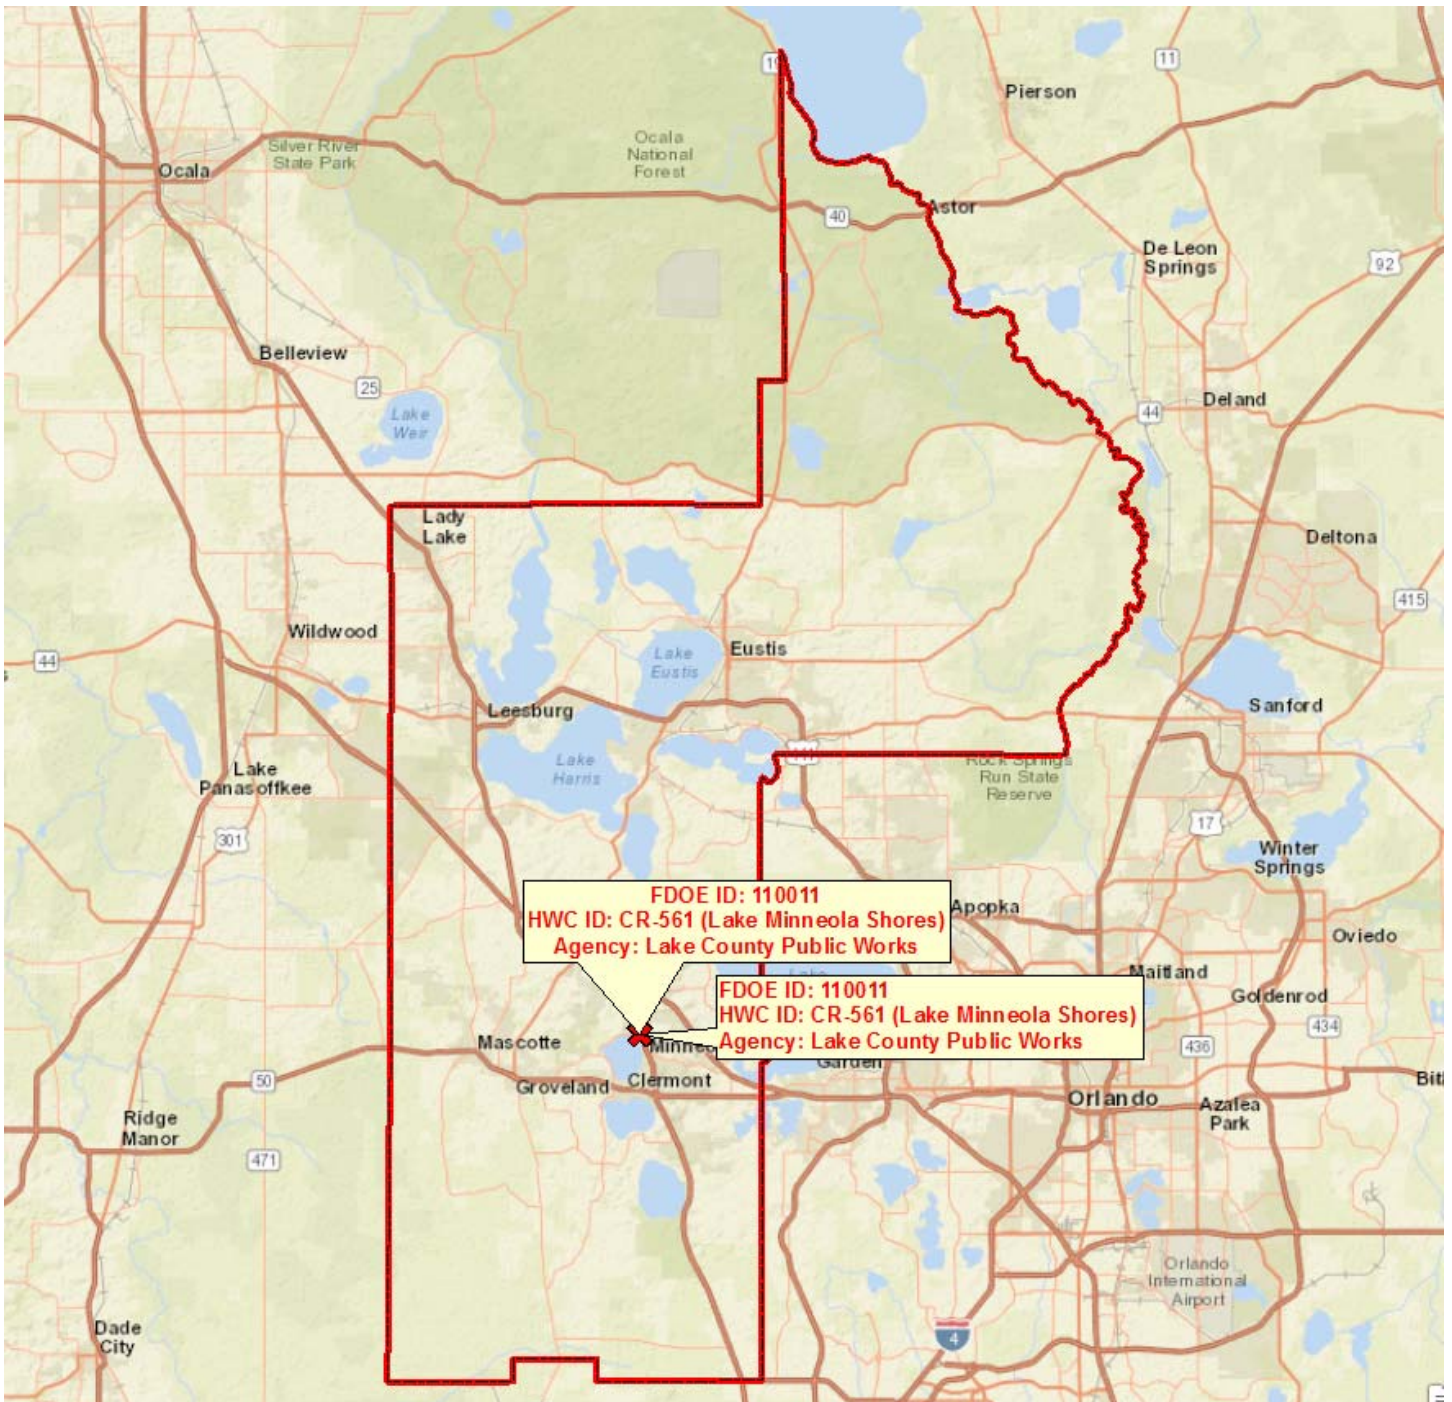 19
Pierson
11
Ocala
National
Forest
Silver River
State Park
Ocala
40
Astor
De Leon
Springs
92
Belleview
25
Lake
Weir
44
Deland
Lady
Lake
Deltona
415
Wildwood
44
Lake
Eustis
Eustis
Leesburg
Sanford
Lake
Harris
Lake
Panasoffkee
Rock Springs
Run State
Reserve
301
17
Winter
Springs
FDOE ID: 110011
HWC ID: CR-561 (Lake Minneola Shores)
Agency: Lake County Public Works
Apopka
Oviedo
Lake
Maitland
FDOE ID: 110011
HWC ID: CR-561 (Lake Minneola Shores)
Agency: Lake County Public Works
Goldenrod
434
Mascotte
Minneo
436
Garden
50
Groveland
Clermont
Orlando
Azalea
Park
Bit
Ridge
Manor
471
Orlando
International
Airport
4
Dade
City